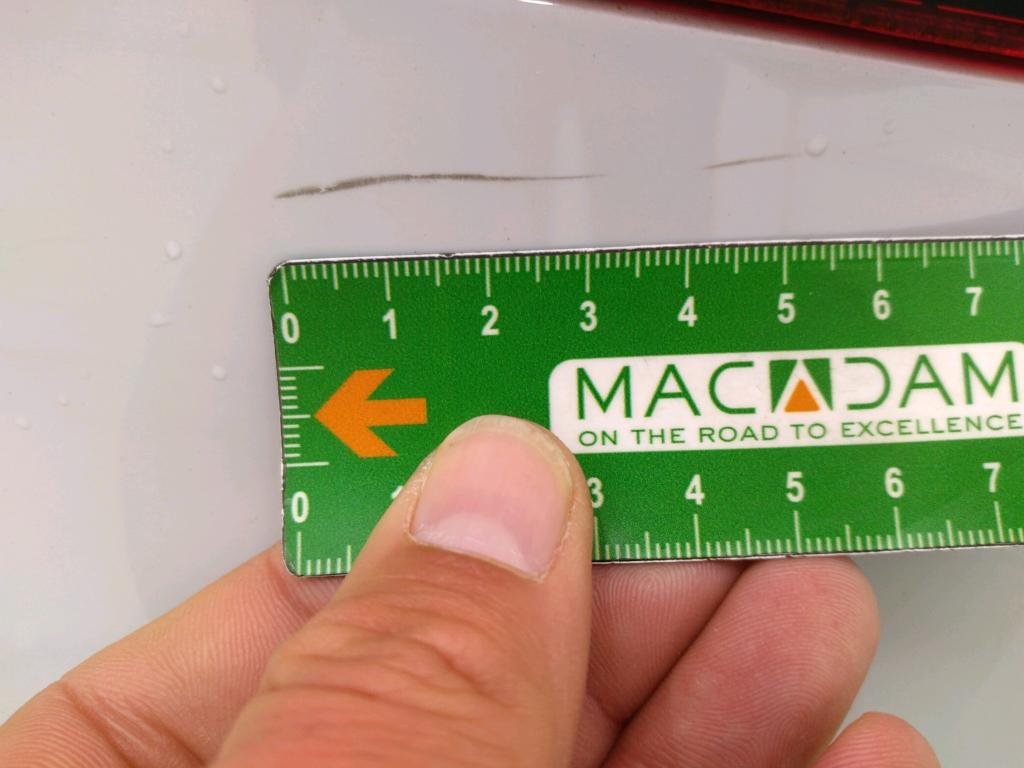 0 1 2 3 4 5 6 7
MACADAM
ON THE ROAD TO EXCELLENCE
0 3 4 5 6 7